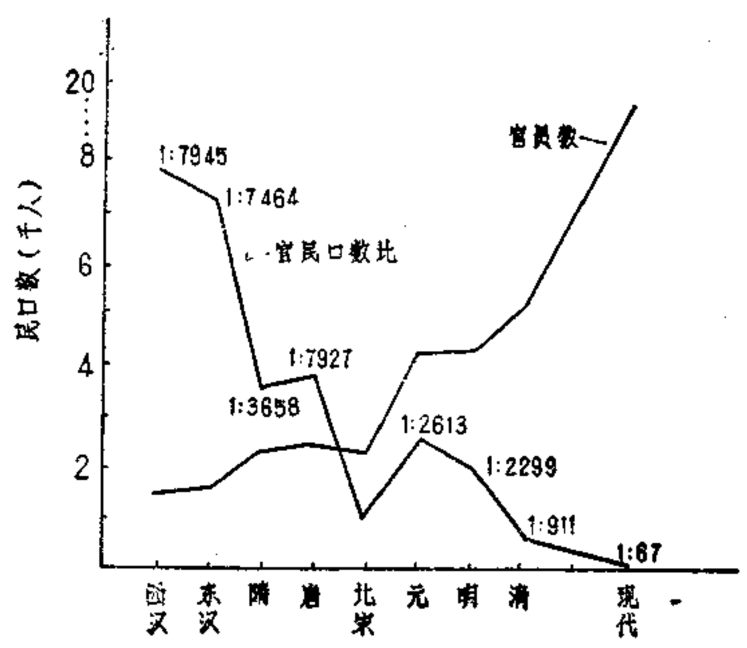 20
8
6
4
2
民口数(千人)
1:7945
1:7464
官民口数比
官员数
1:7927
1:3658
1:2613
1:2299
1:911
1:67
西汉
东汉
隋
唐
北宋
元
明
清
现代